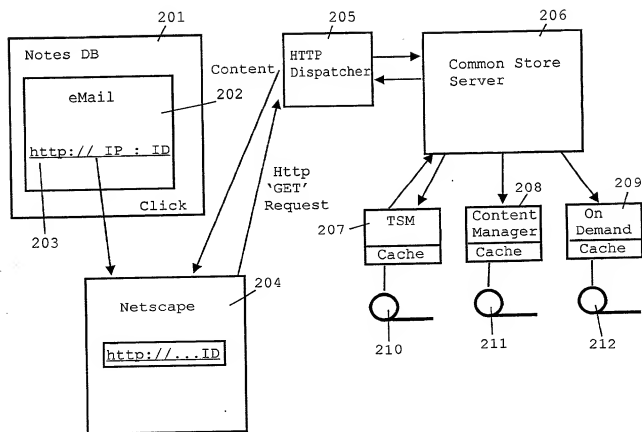 201
205
206
Notes DB
HTTP
Dispatcher
Common Store
Server
Content
eMail
202
http:// IP : ID
Http
'GET'
Request
Click
203
207
TSM
Cache
208
Content
Manager
Cache
209
On
Demand
Cache
204
Netscape
http://...ID
210
211
212